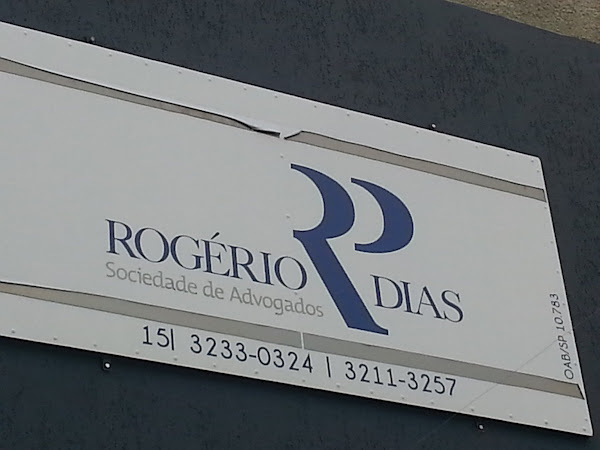 ROGÉRIO DIAS
Sociedade de Advogados
15| 3233-0324 | 3211-3257
OAB/SP 10.783